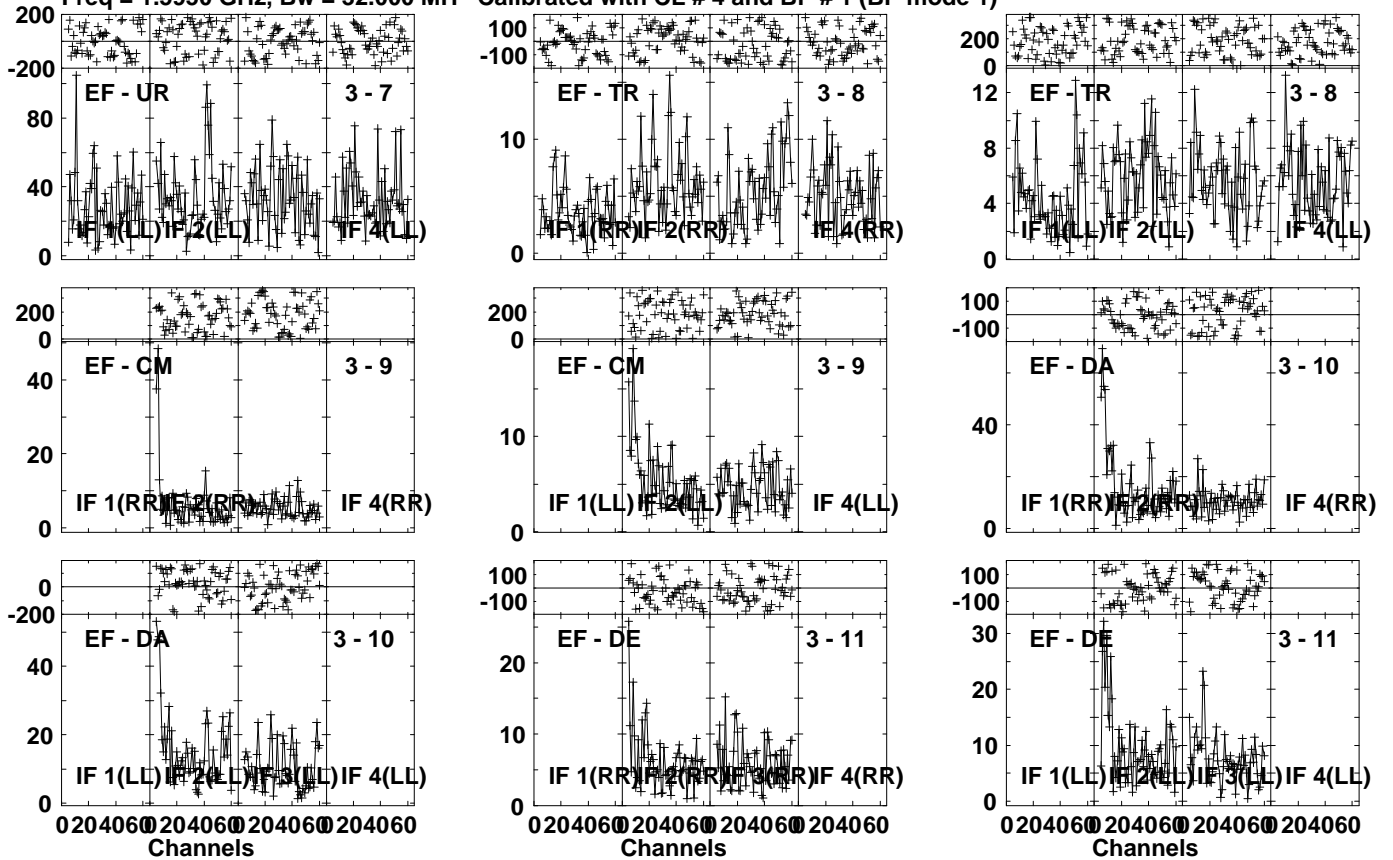 Calibrated with CL # 4 and BP # 1 (BP mode 1)
200 0 -200
100 -100
200 0
EF - UR 3 - 7
80 40 0
IF 1(LL) IF 2(LL) IF 4(LL)
EF - TR 3 - 8
10 0
IF 1(RR) IF 2(RR) IF 4(RR)
EF - TR 3 - 8
12 8 4 0
IF 1(LL) IF 2(LL) IF 4(LL)
200 0
200 0
100 -100
EF - CM 3 - 9
40 20 0
IF 1(RR) IF 2(RR) IF 4(RR)
EF - CM 3 - 9
10 0
IF 1(LL) IF 2(LL) IF 4(LL)
EF - DA 3 - 10
40 0
IF 1(RR) IF 2(RR) IF 4(RR)
0 -200
100 -100
100 -100
EF - DA 3 - 10
40 20 0
IF 1(LL) IF 2(LL) IF 3(LL) IF 4(LL)
EF - DE 3 - 11
20 10 0
IF 1(RR) IF 2(RR) IF 3(RR) IF 4(RR)
EF - DE 3 - 11
30 20 10 0
IF 1(LL) IF 2(LL) IF 3(LL) IF 4(LL)
0 20 40 60 0 20 40 60 0 20 40 60 0 20 40 60
0 20 40 60 0 20 40 60 0 20 40 60 0 20 40 60
0 20 40 60 0 20 40 60 0 20 40 60 0 20 40 60
Channels Channels Channels